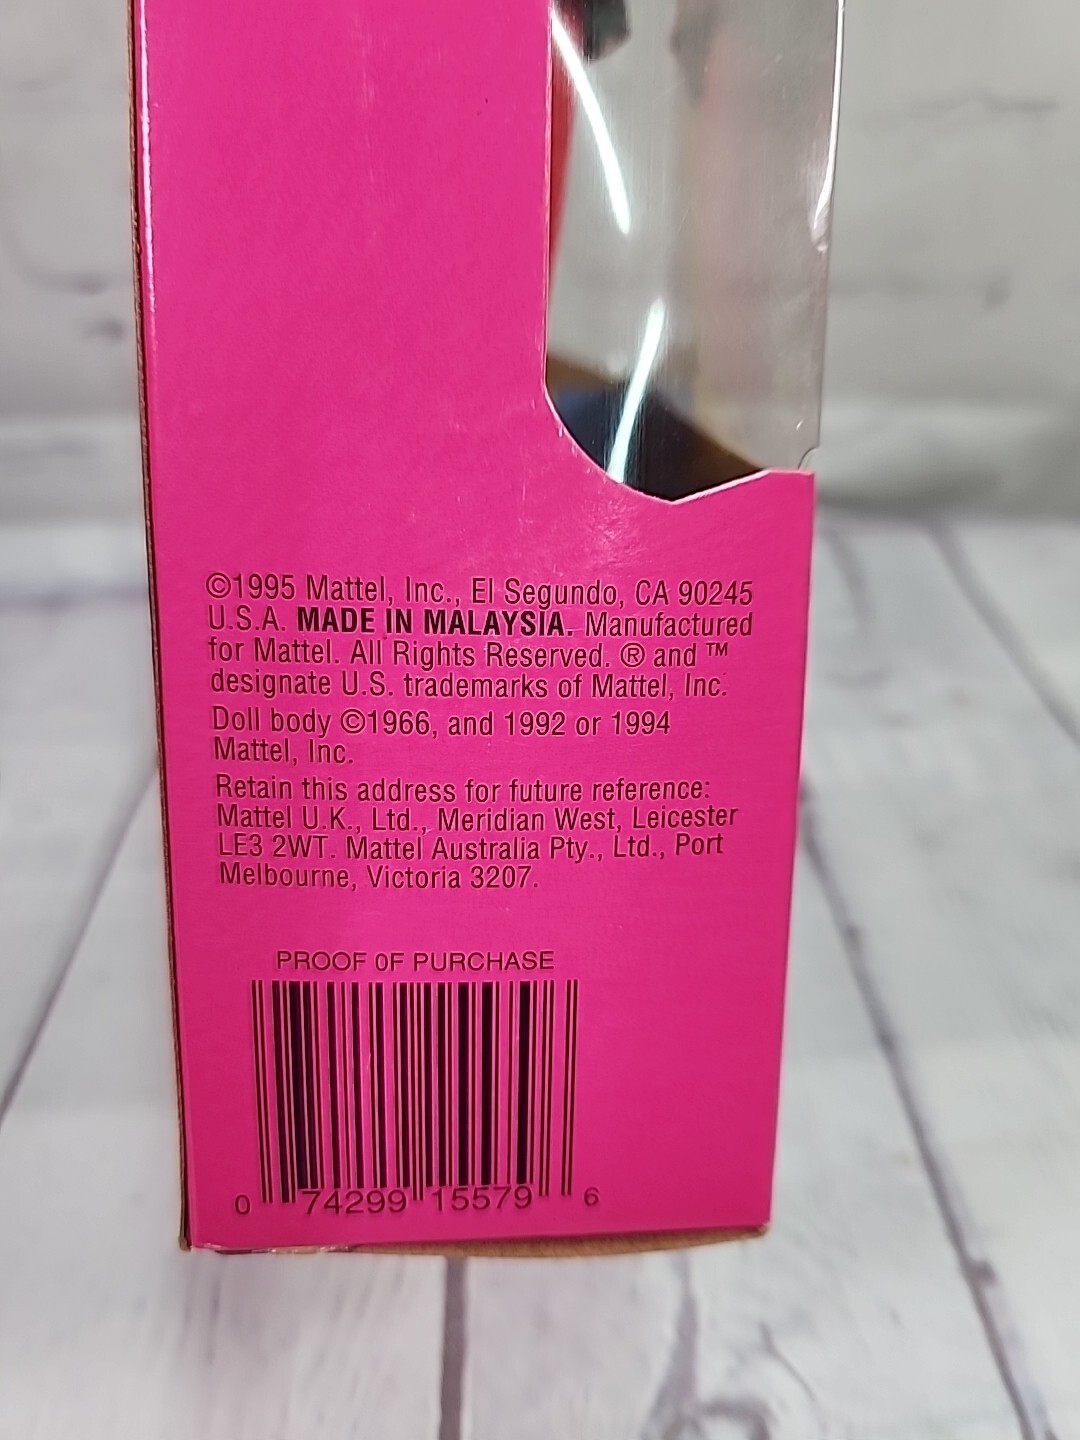 ©1995 Mattel, Inc., El Segundo, CA 90245
U.S.A. MADE IN MALAYSIA. Manufactured
for Mattel. All Rights Reserved. ® and ™
designate U.S. trademarks of Mattel, Inc.
Doll body ©1966, and 1992 or 1994
Mattel, Inc.
Retain this address for future reference:
Mattel U.K., Ltd., Meridian West, Leicester
LE3 2WT. Mattel Australia Pty., Ltd., Port
Melbourne, Victoria 3207.
PROOF OF PURCHASE
0 74299 15579 6